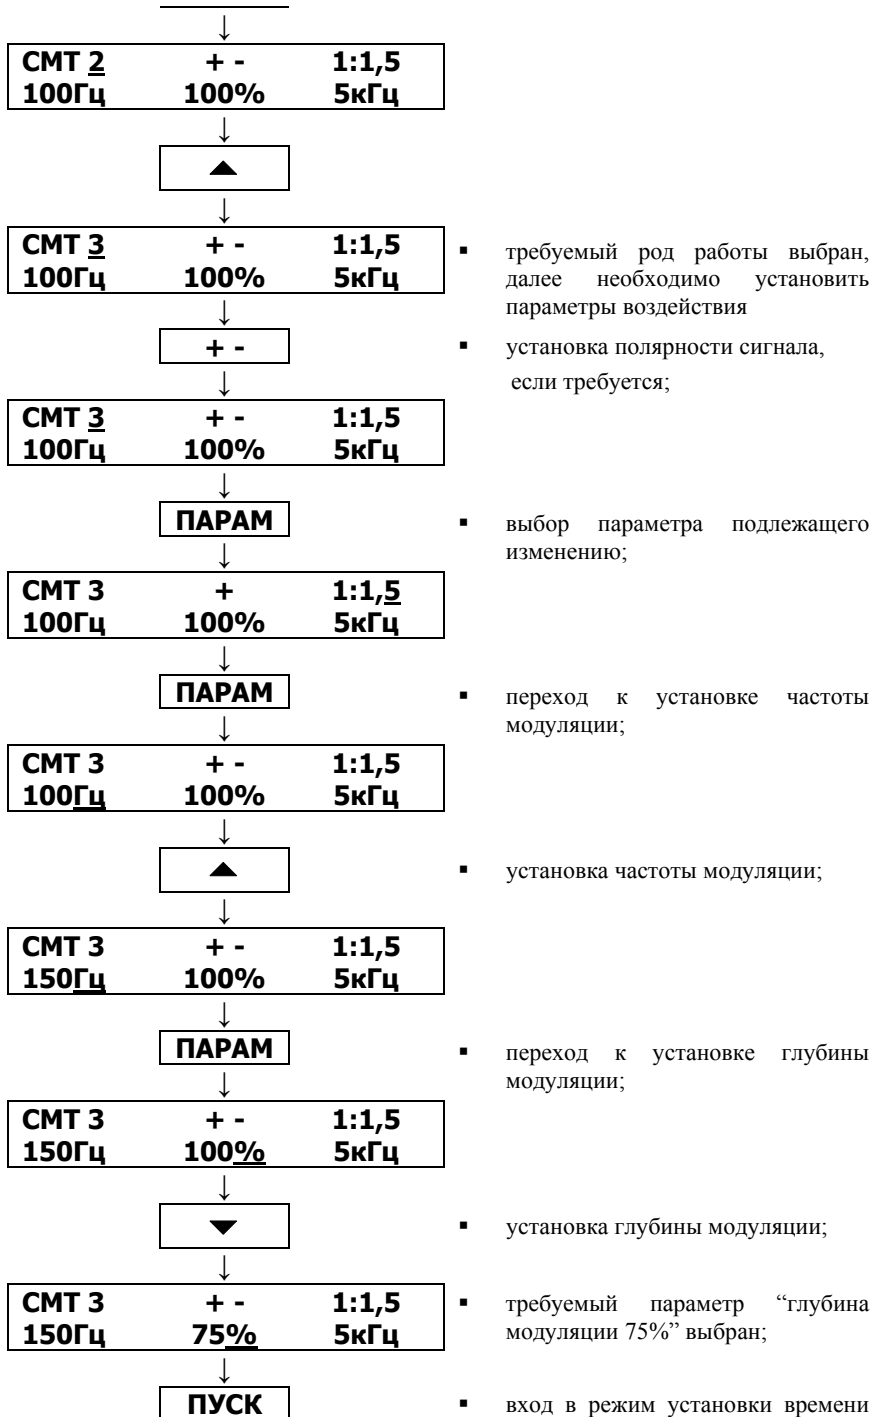 ↓
СМТ 2 + - 1:1,5
100Гц 100% 5кГц
↓
▲
↓
СМТ 3 + - 1:1,5
100Гц 100% 5кГц
▪ требуемый род работы выбран,
далее необходимо установить
параметры воздействия
↓
+ -
▪ установка полярности сигнала,
если требуется;
↓
СМТ 3 + - 1:1,5
100Гц 100% 5кГц
↓
ПАРАМ
▪ выбор параметра подлежащего
изменению;
↓
СМТ 3 + 1:1,5
100Гц 100% 5кГц
↓
ПАРАМ
▪ переход к установке частоты
модуляции;
↓
СМТ 3 + - 1:1,5
100Гц 100% 5кГц
↓
▲
▪ установка частоты модуляции;
↓
СМТ 3 + - 1:1,5
150Гц 100% 5кГц
↓
ПАРАМ
▪ переход к установке глубины
модуляции;
↓
СМТ 3 + - 1:1,5
150Гц 100% 5кГц
↓
▼
▪ установка глубины модуляции;
↓
СМТ 3 + - 1:1,5
150Гц 75% 5кГц
▪ требуемый параметр “глубина
модуляции 75%” выбран;
↓
ПУСК
▪ вход в режим установки времени